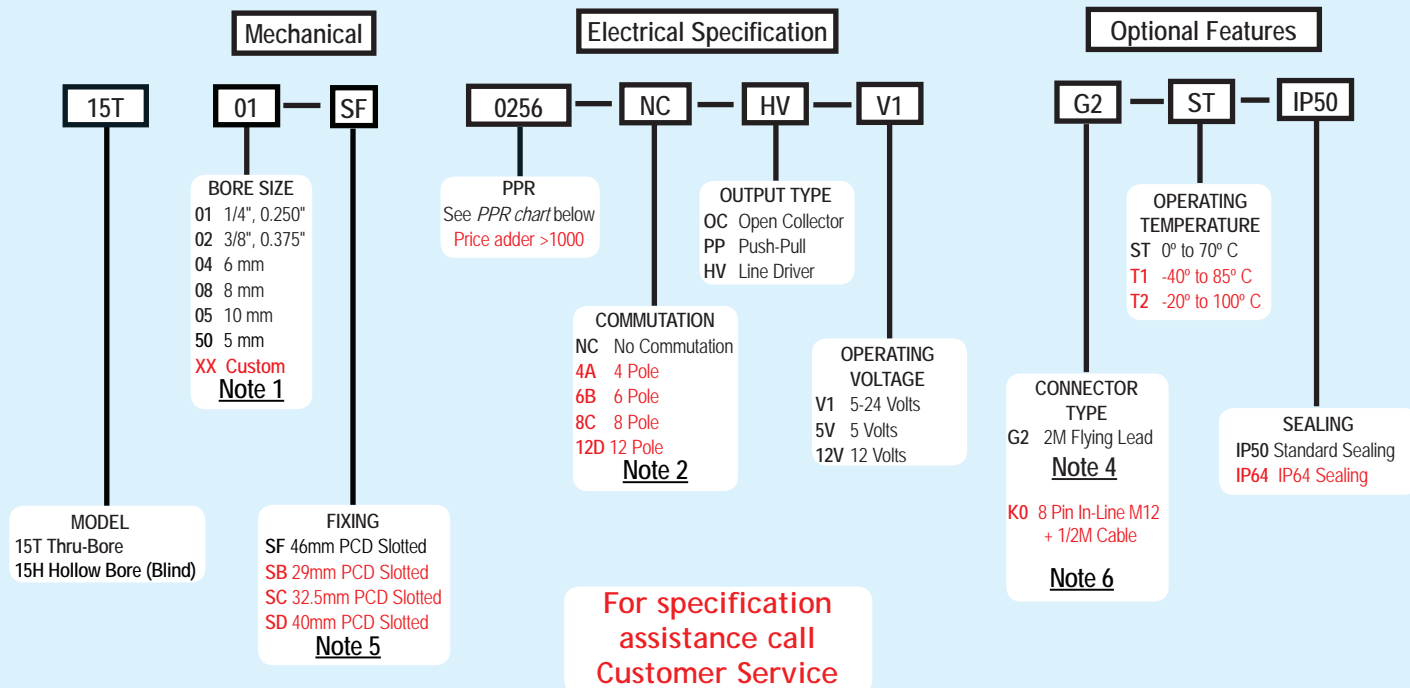 Mechanical
Electrical Specification
Optional Features
15T
01
SF
0256
NC
HV
V1
G2
ST
IP50
BORE SIZE
01 1/4", 0.250"
02 3/8", 0.375"
04 6 mm
08 8 mm
05 10 mm
50 5 mm
XX Custom
Note 1
PPR
See PPR chart below
Price adder >1000
OUTPUT TYPE
OC Open Collector
PP Push-Pull
HV Line Driver
OPERATING
TEMPERATURE
ST 0º to 70º C
T1 -40º to 85º C
T2 -20º to 100º C
COMMUTATION
NC No Commutation
4A 4 Pole
6B 6 Pole
8C 8 Pole
12D 12 Pole
Note 2
OPERATING
VOLTAGE
V1 5-24 Volts
5V 5 Volts
12V 12 Volts
CONNECTOR
TYPE
G2 2M Flying Lead
Note 4
K0 8 Pin In-Line M12
+ 1/2M Cable
Note 6
SEALING
IP50 Standard Sealing
IP64 IP64 Sealing
MODEL
15T Thru-Bore
15H Hollow Bore (Blind)
FIXING
SF 46mm PCD Slotted
SB 29mm PCD Slotted
SC 32.5mm PCD Slotted
SD 40mm PCD Slotted
Note 5
For specification
assistance call
Customer Service